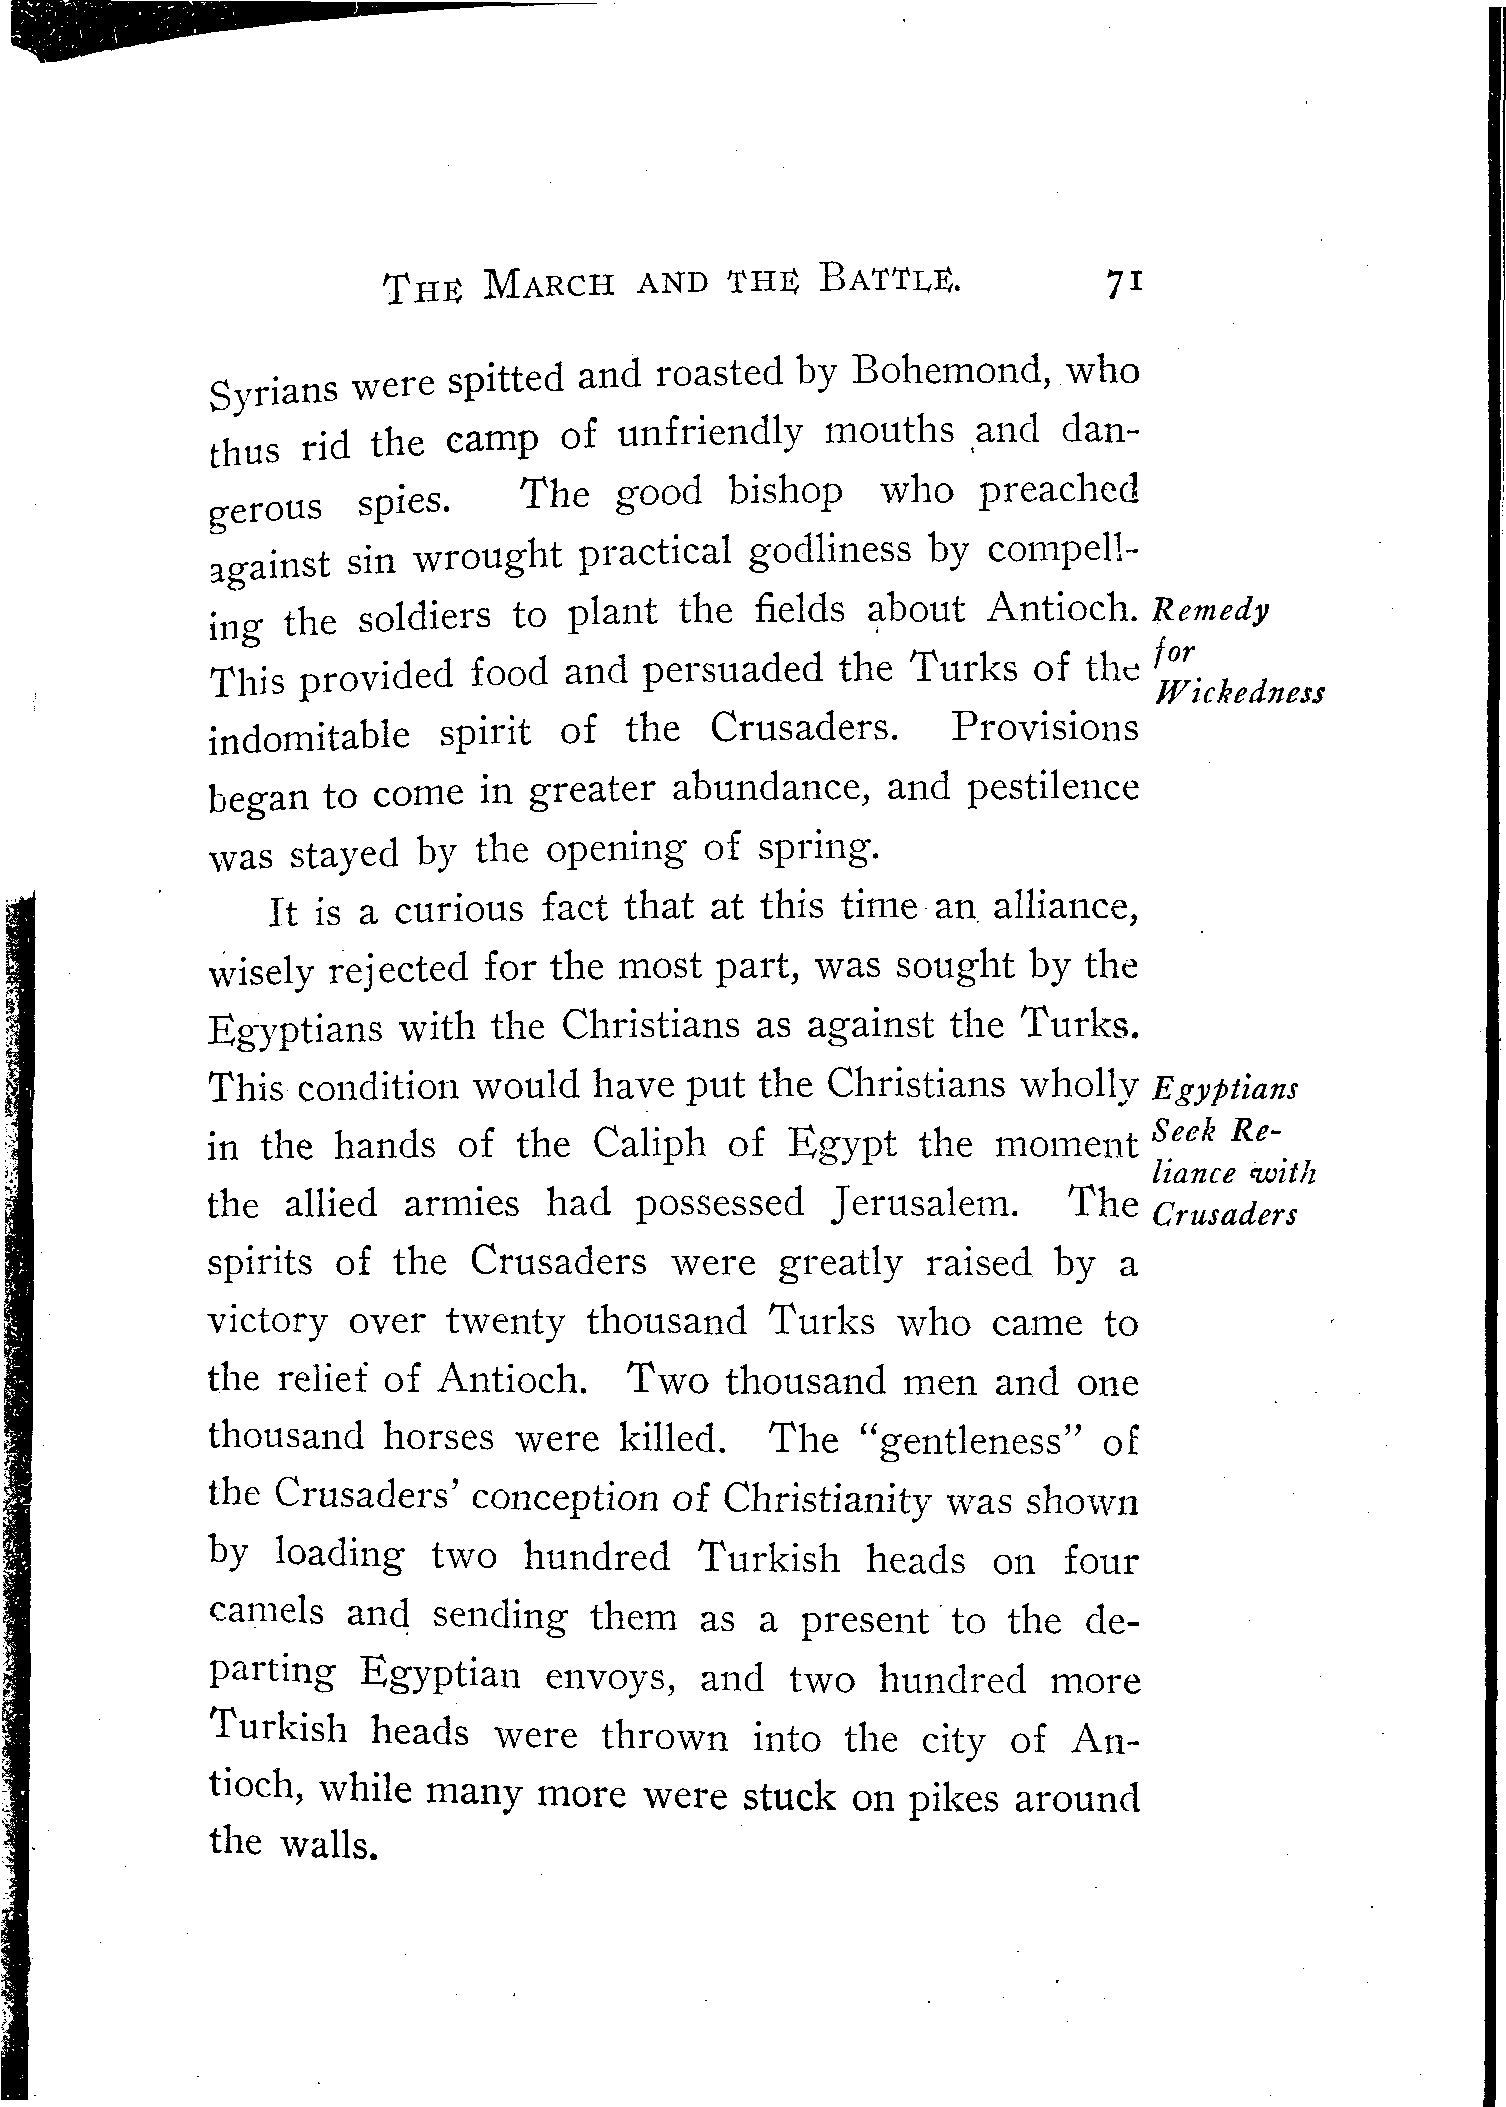 THE MARCH AND THE BATTLE. 71
Syrians were spitted and roasted by Bohemond, who
thus rid the camp of unfriendly mouths and dan-
gerous spies. The good bishop who preached
against sin wrought practical godliness by compell-
ing the soldiers to plant the fields about Antioch.
This provided food and persuaded the Turks of the
indomitable spirit of the Crusaders. Provisions
began to come in greater abundance, and pestilence
was stayed by the opening of spring.
Remedy
for
Wickedness
It is a curious fact that at this time an alliance,
wisely rejected for the most part, was sought by the
Egyptians with the Christians as against the Turks.
This condition would have put the Christians wholly
in the hands of the Caliph of Egypt the moment
the allied armies had possessed Jerusalem. The
spirits of the Crusaders were greatly raised by a
victory over twenty thousand Turks who came to
the relief of Antioch. Two thousand men and one
thousand horses were killed. The "gentleness" of
the Crusaders' conception of Christianity was shown
by loading two hundred Turkish heads on four
camels and sending them as a present to the de-
parting Egyptian envoys, and two hundred more
Turkish heads were thrown into the city of An-
tioch, while many more were stuck on pikes around
the walls.
Egyptians
Seek Re-
liance with
Crusaders